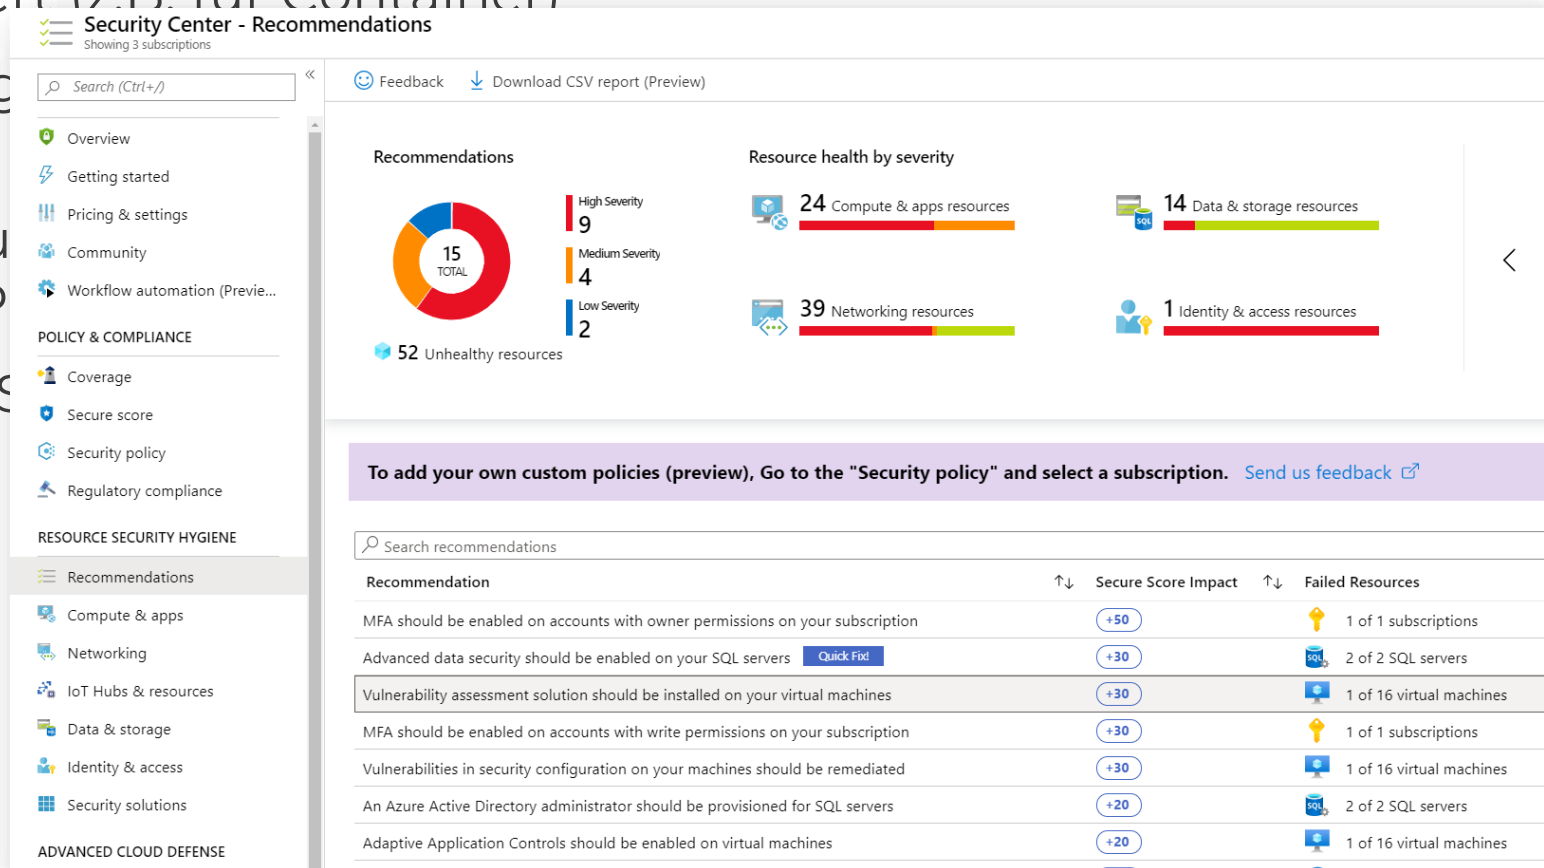 Security Center - Recommendations
Showing 3 subscriptions
Search (Ctrl+/)
«
Overview
Getting started
Pricing & settings
Community
Workflow automation (Previe...
POLICY & COMPLIANCE
Coverage
Secure score
Security policy
Regulatory compliance
RESOURCE SECURITY HYGIENE
Recommendations
Compute & apps
Networking
IoT Hubs & resources
Data & storage
Identity & access
Security solutions
ADVANCED CLOUD DEFENSE
Feedback
Download CSV report (Preview)
Recommendations
15
TOTAL
High Severity
9
Medium Severity
4
Low Severity
2
52 Unhealthy resources
Resource health by severity
24 Compute & apps resources
14 Data & storage resources
SQL
39 Networking resources
1 Identity & access resources
To add your own custom policies (preview), Go to the "Security policy" and select a subscription. Send us feedback
Search recommendations
Recommendation Secure Score Impact Failed Resources
MFA should be enabled on accounts with owner permissions on your subscription +50 1 of 1 subscriptions
Advanced data security should be enabled on your SQL servers Quick Fix! +30 SQL 2 of 2 SQL servers
Vulnerability assessment solution should be installed on your virtual machines +30 1 of 16 virtual machines
MFA should be enabled on accounts with write permissions on your subscription +30 1 of 1 subscriptions
Vulnerabilities in security configuration on your machines should be remediated +30 1 of 16 virtual machines
An Azure Active Directory administrator should be provisioned for SQL servers +20 SQL 2 of 2 SQL servers
Adaptive Application Controls should be enabled on virtual machines +20 1 of 16 virtual machines